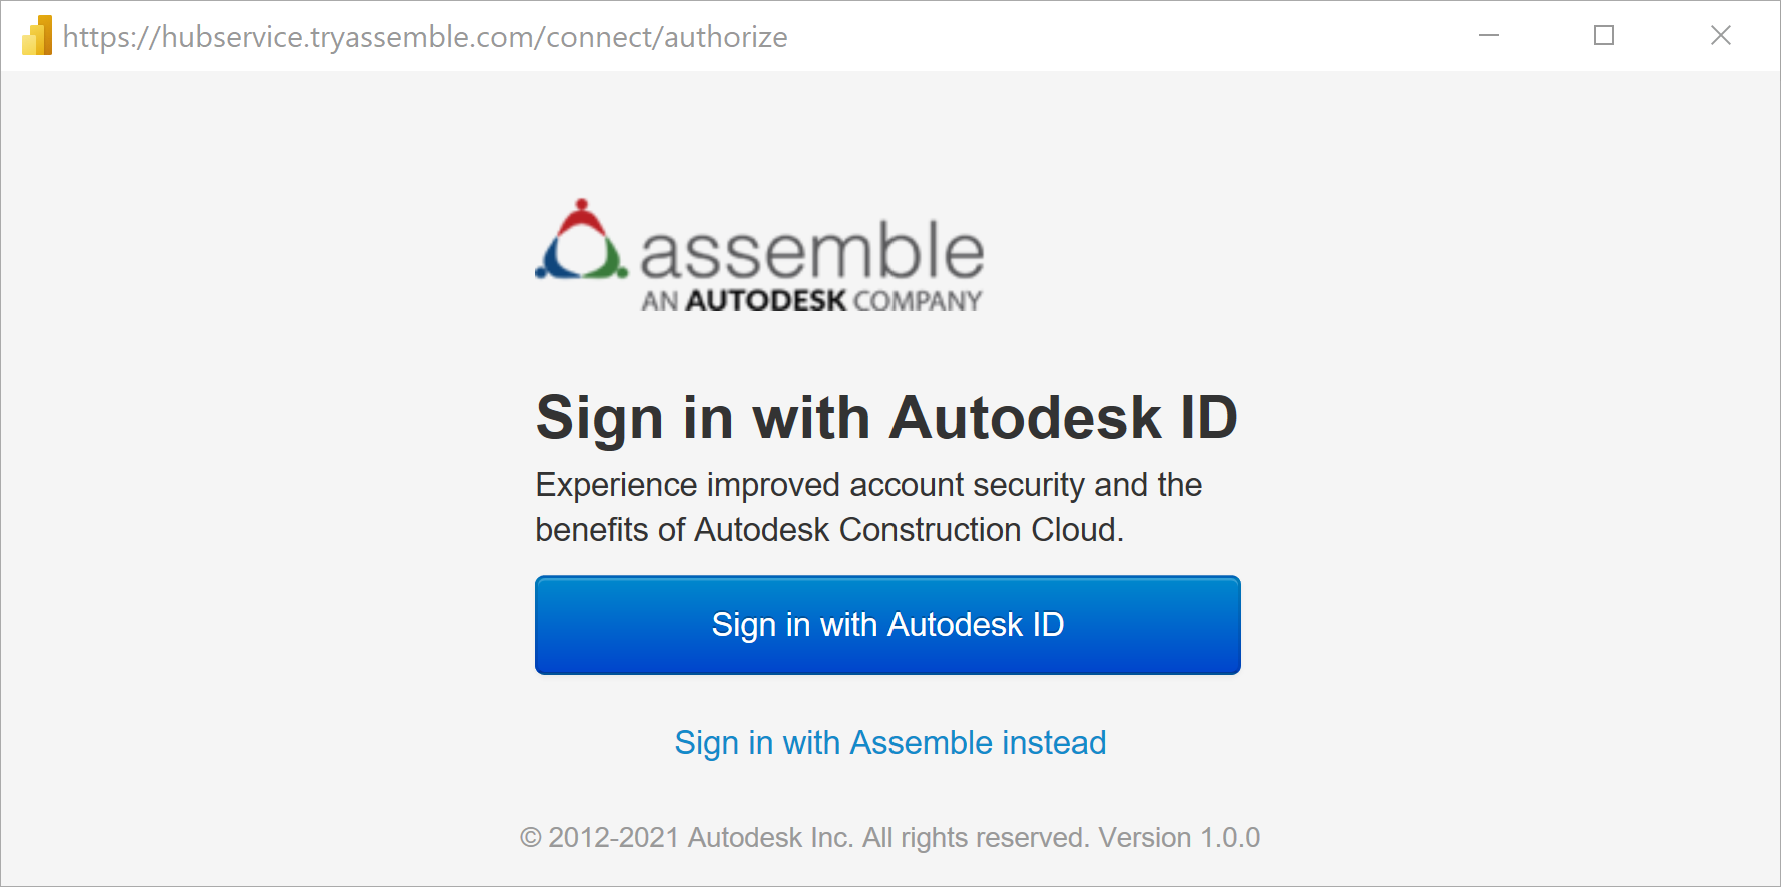 https://hubservice.tryassemble.com/connect/authorize
assemble
AN AUTODESK COMPANY
Sign in with Autodesk ID
Experience improved account security and the
benefits of Autodesk Construction Cloud.
Sign in with Autodesk ID
Sign in with Assemble instead
© 2012-2021 Autodesk Inc. All rights reserved. Version 1.0.0